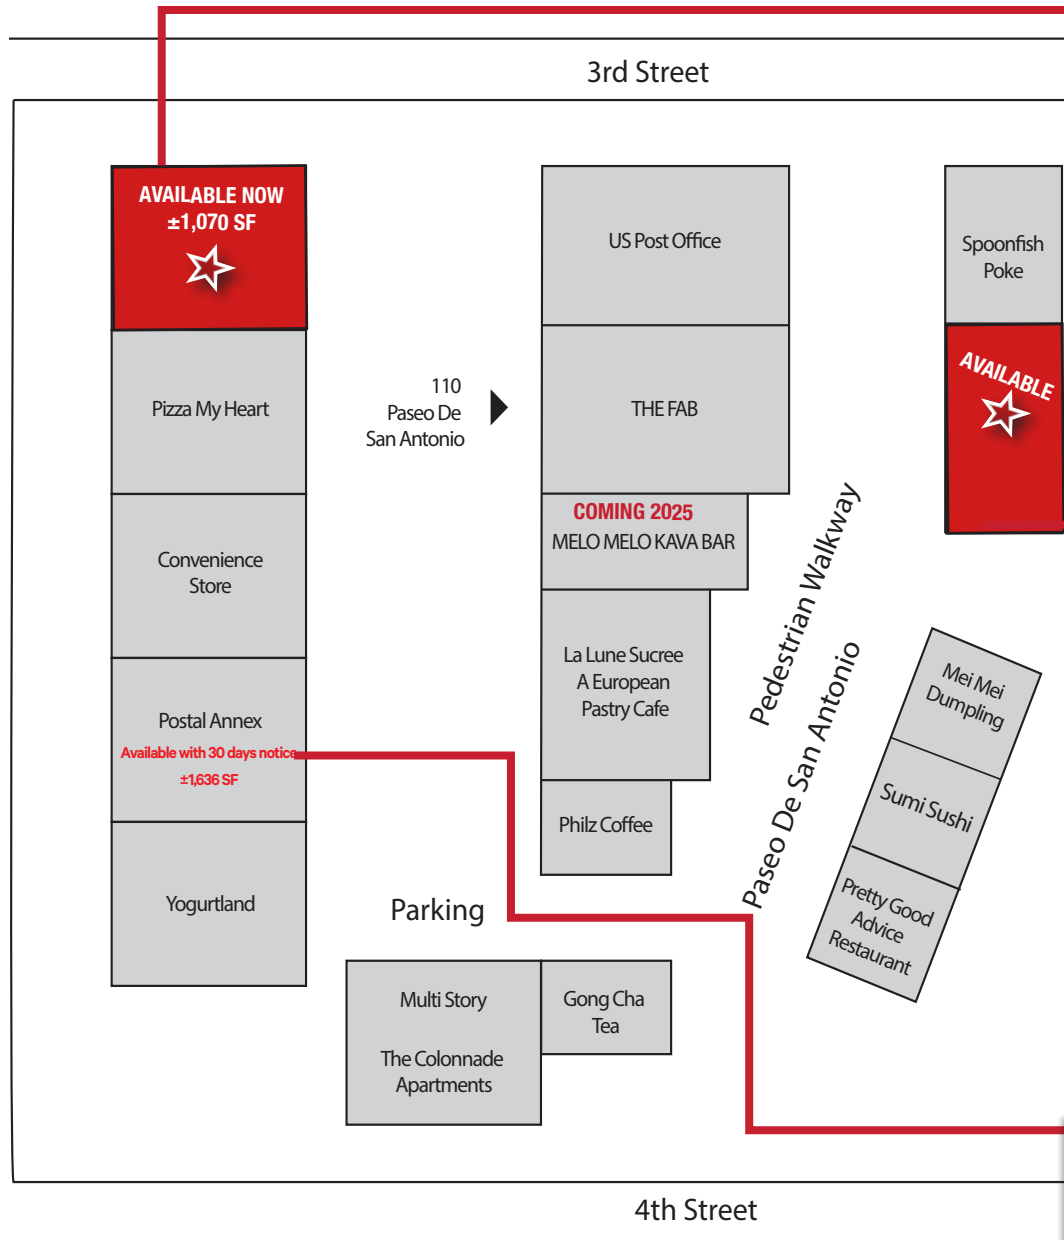 3rd Street
AVAILABLE NOW
±1,070 SF
Pizza My Heart
Convenience
Store
Postal Annex
Available with 30 days notice
±1,636 SF
Yogurtland
110
Paseo De
San Antonio
US Post Office
THE FAB
COMING 2025
MELO MELO KAVA BAR
La Lune Sucree
A European
Pastry Cafe
Philz Coffee
Parking
Multi Story
The Colonnade
Apartments
Gong Cha
Tea
Pedestrian Walkway
Paseo De San Antonio
Spoonfish
Poke
AVAILABLE
Mei Mei
Dumpling
Sumi Sushi
Pretty Good
Advice
Restaurant
4th Street